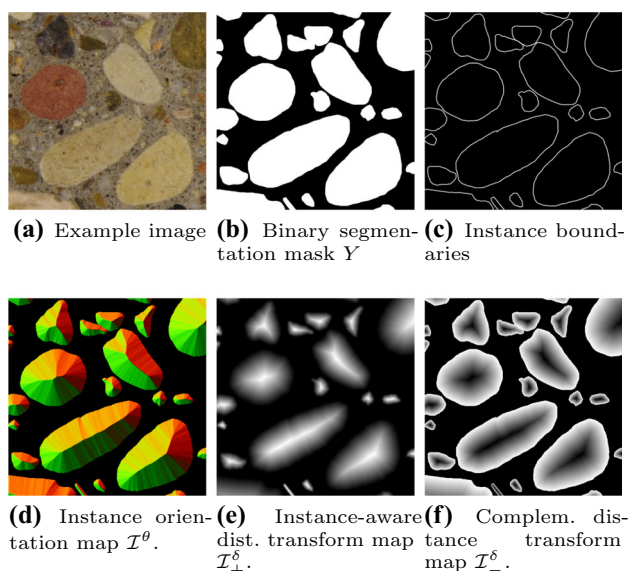 (a) Example image
(b) Binary segmen-
tation mask Y
(c) Instance bound-
aries
(d) Instance orien-
tation map I^θ.
(e) Instance-aware
dist. transform map
I^δ_⊥.
(f) Complem. dis-
tance transform
map I^δ_−.